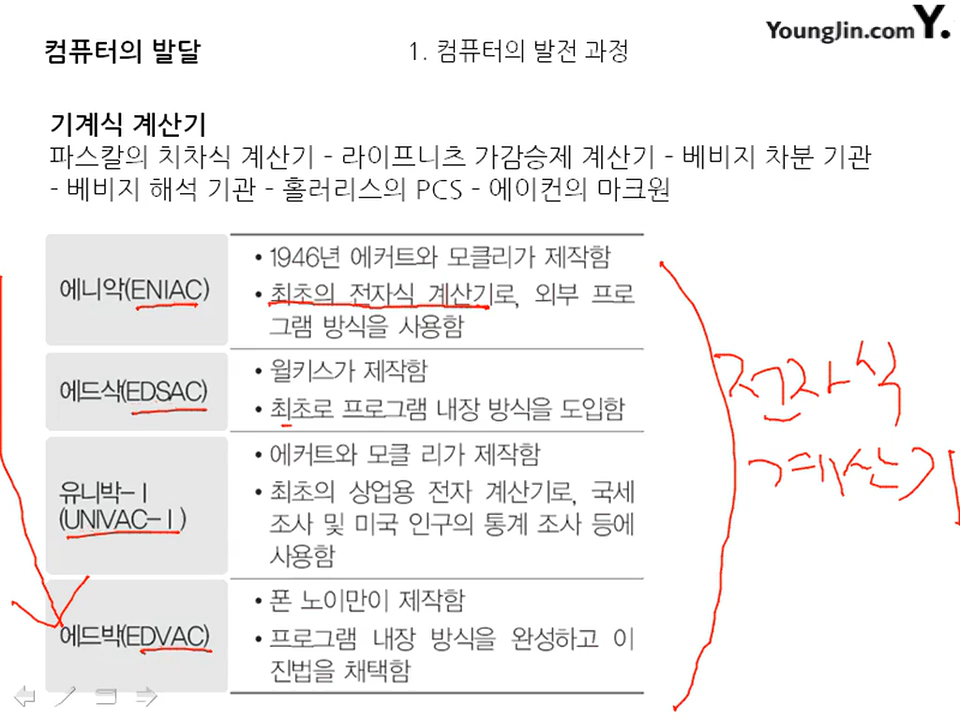 YoungJin.com Y.
컴퓨터의 발달
1. 컴퓨터의 발전 과정
기계식 계산기
파스칼의 치차식 계산기 - 라이프니츠 가감승제 계산기 - 베비지 차분 기관
- 베비지 해석 기관 - 홀러리스의 PCS - 에이컨의 마크원
에니악(ENIAC)
• 1946년 에커트와 모클리가 제작함
• 최초의 전자식 계산기로, 외부 프로
그램 방식을 사용함
에드삭(EDSAC)
• 윌키스가 제작함
• 최초로 프로그램 내장 방식을 도입함
유니박-Ⅰ
(UNIVAC-Ⅰ)
• 에커트와 모클 리가 제작함
• 최초의 상업용 전자 계산기로, 국세
조사 및 미국 인구의 통계 조사 등에
사용함
에드박(EDVAC)
• 폰 노이만이 제작함
• 프로그램 내장 방식을 완성하고 이
진법을 채택함
전자식
계산기